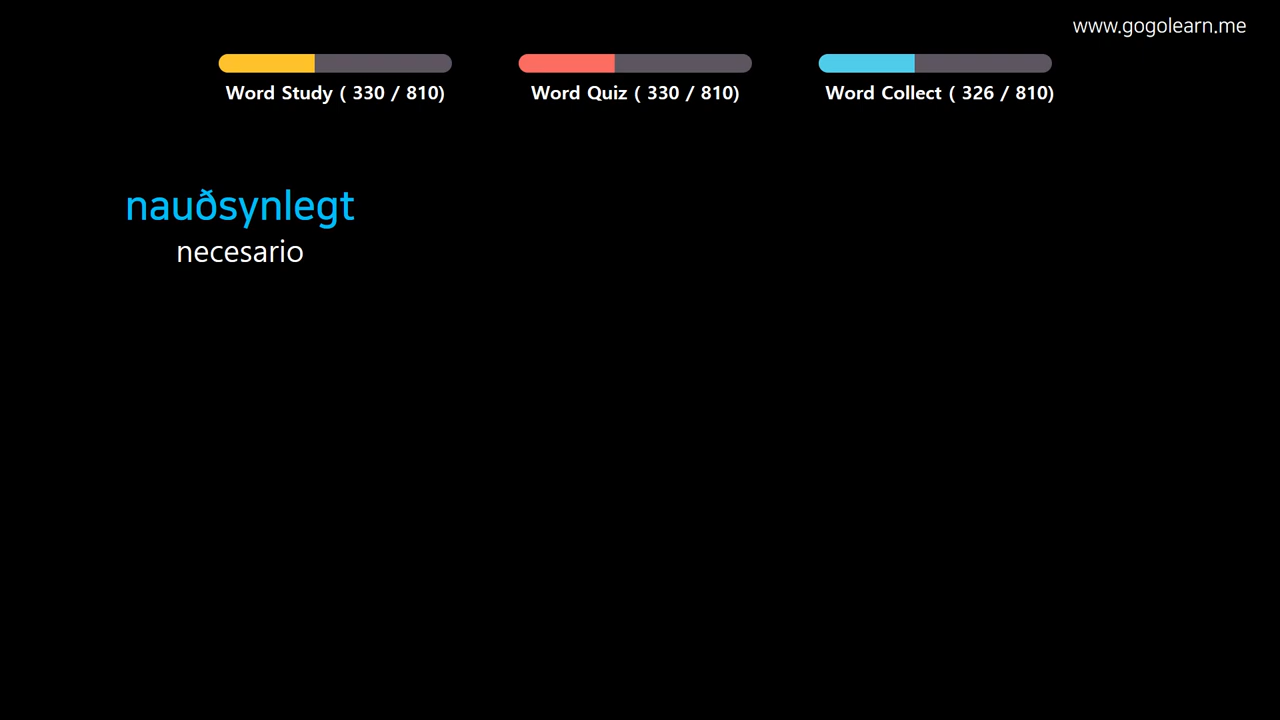 www.gogolearn.me
Word Study ( 330 / 810)
Word Quiz ( 330 / 810)
Word Collect ( 326 / 810)
nauðsynlegt
necesario